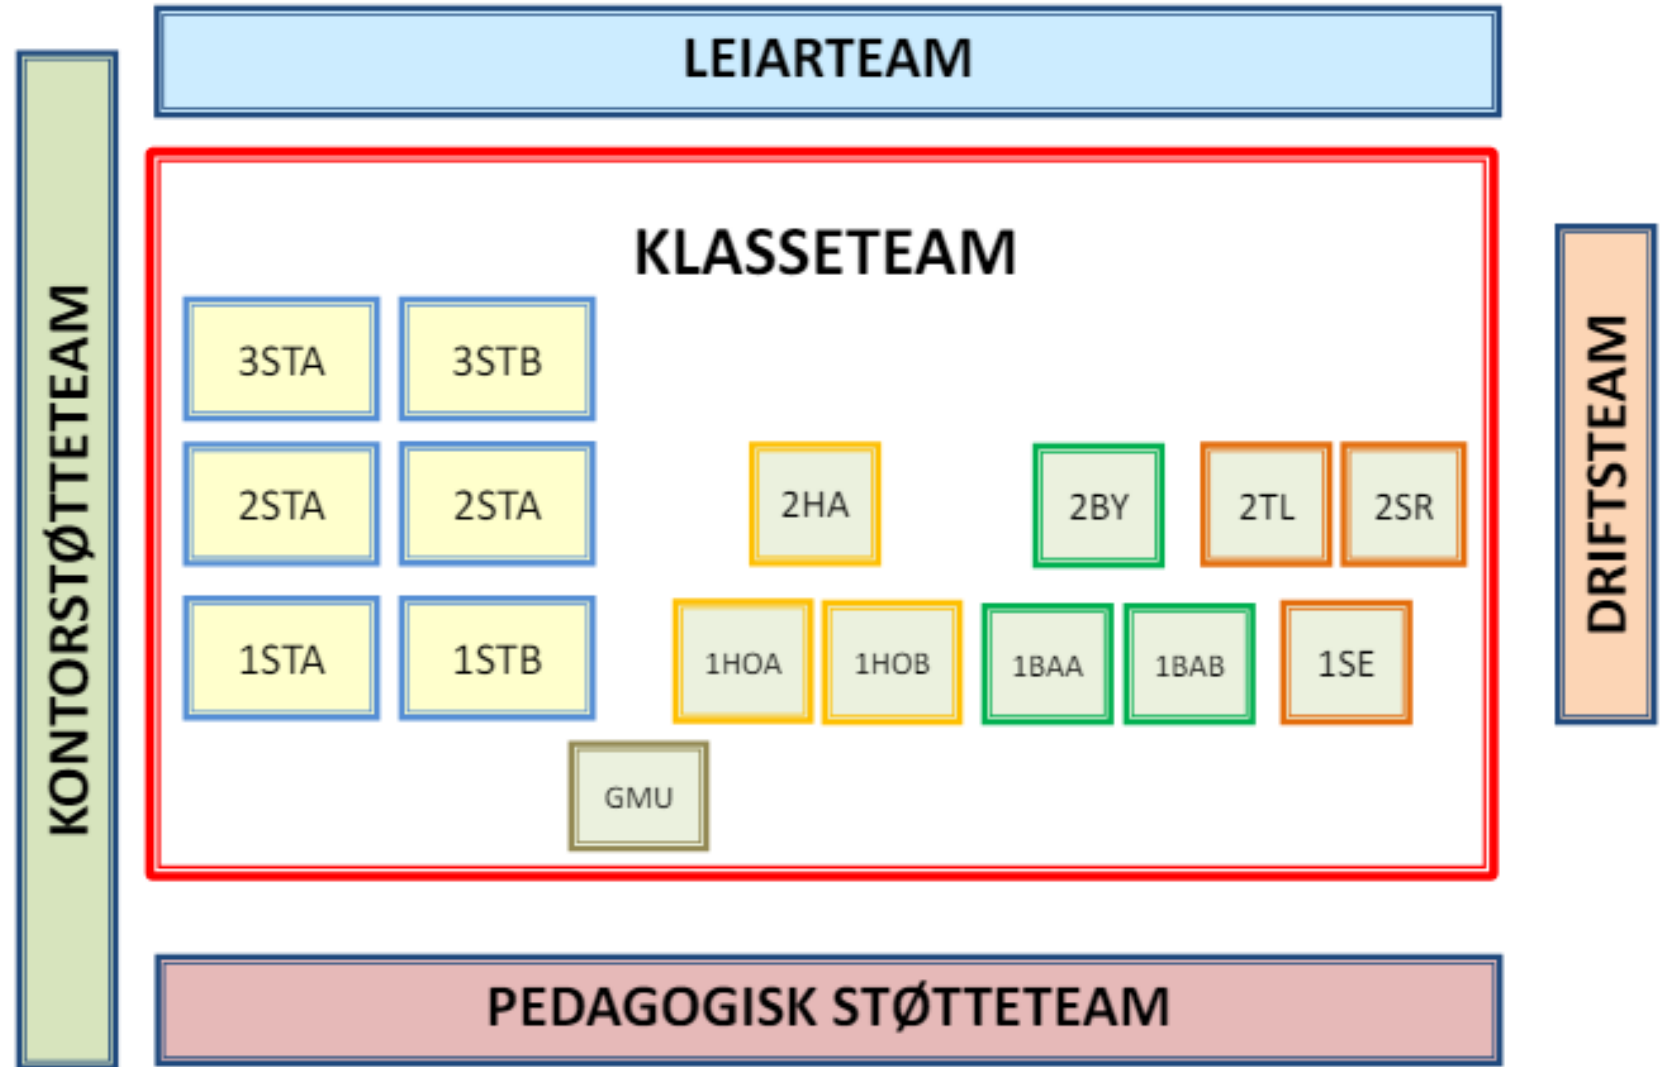 LEIARTEAM
KONTORSTØTTETEAM
KLASSETEAM
3STA 3STB
2STA 2STA 2HA 2BY 2TL 2SR
1STA 1STB 1HOA 1HOB 1BAA 1BAB 1SE
GMU
DRIFTSTEAM
PEDAGOGISK STØTTETEAM